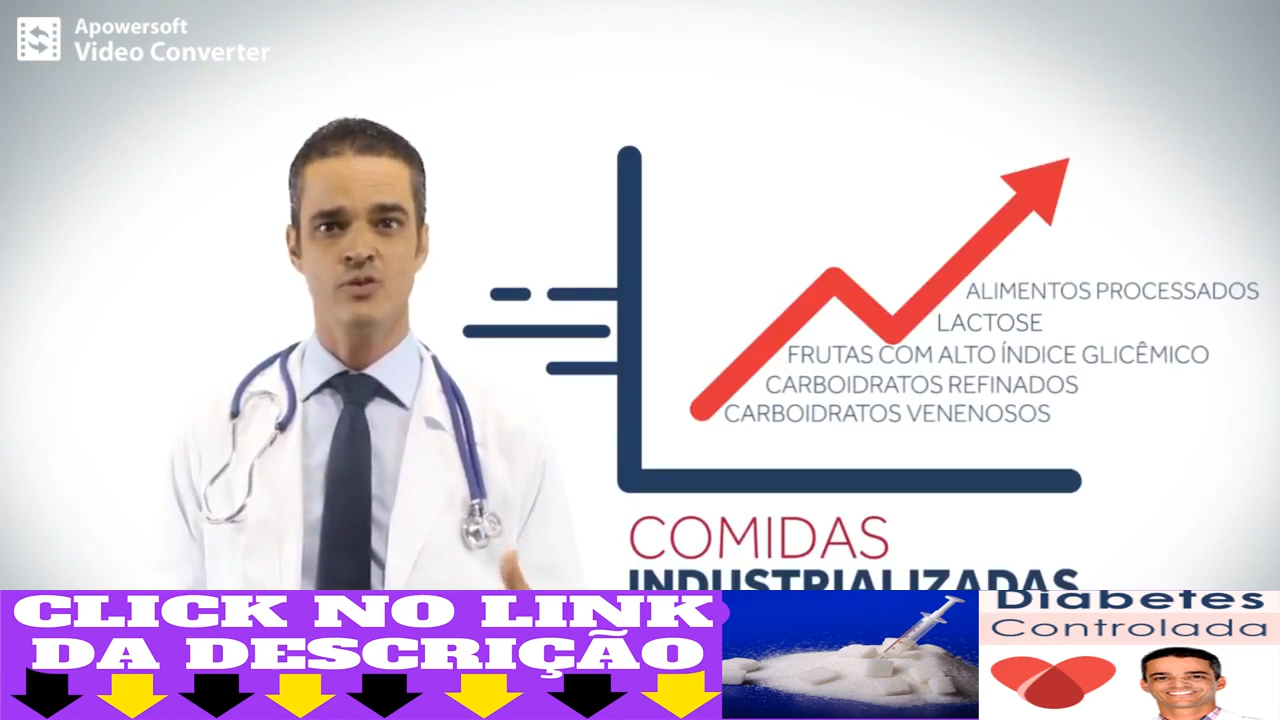 Apowersoft
Video Converter
ALIMENTOS PROCESSADOS
LACTOSE
FRUTAS COM ALTO ÍNDICE GLICÊMICO
CARBOIDRATOS REFINADOS
CARBOIDRATOS VENENOSOS
COMIDAS
INDUSTRIALIZADAS
CLICK NO LINK
DA DESCRIÇÃO
Diabetes
Controlada